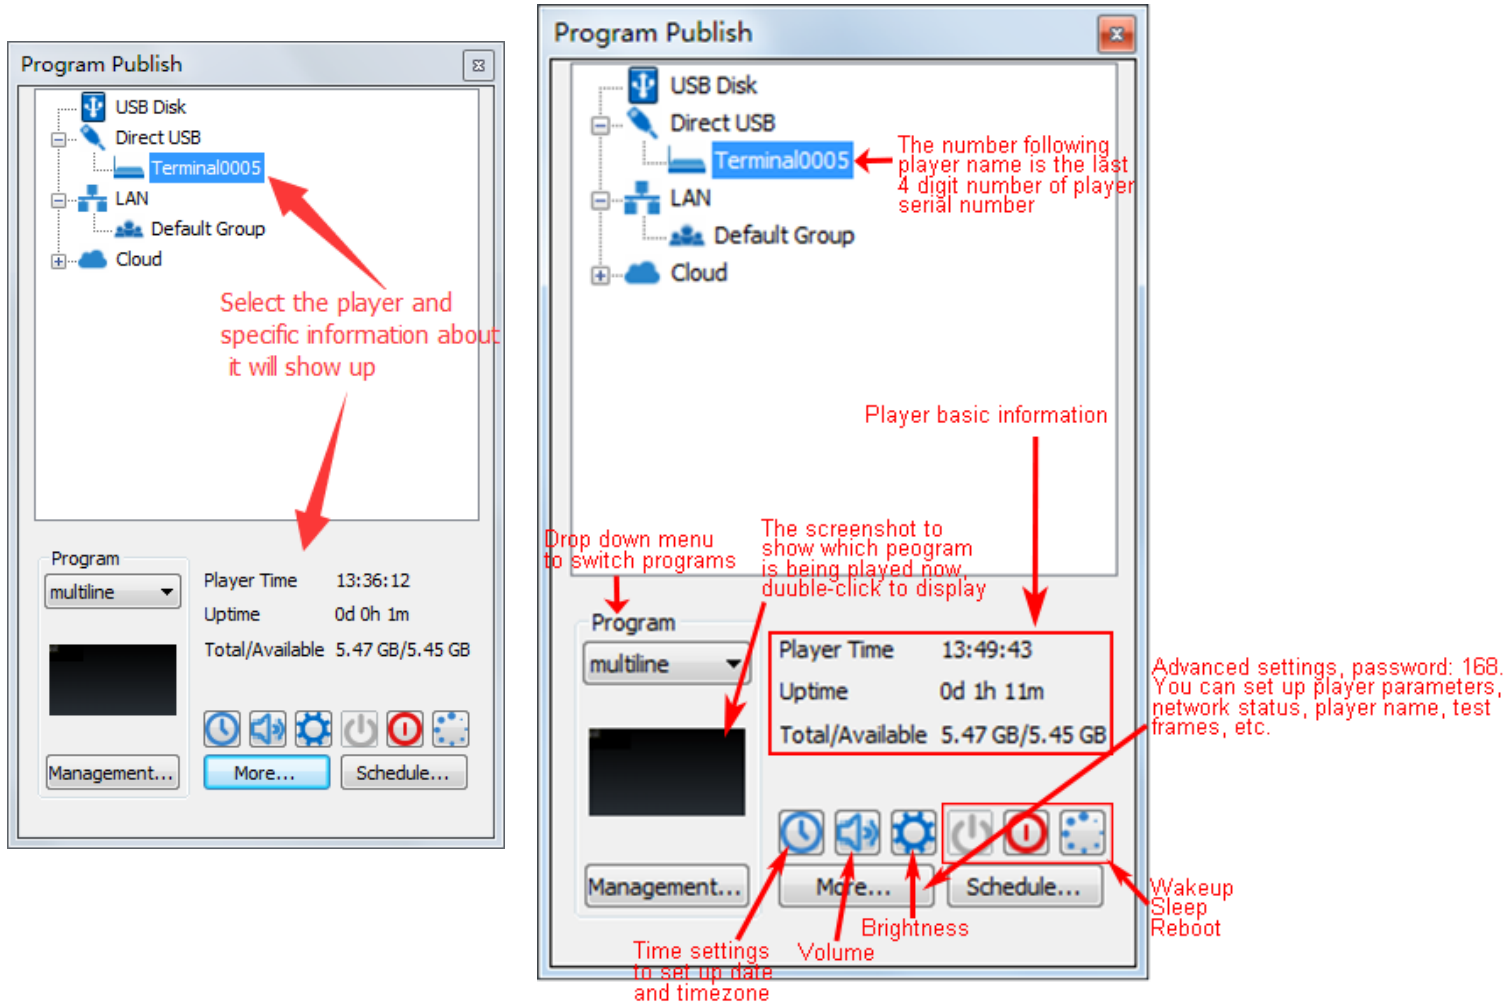 Program Publish
USB Disk
Direct USB
Terminal0005
LAN
Default Group
Cloud
Select the player and
specific information about
it will show up
Program
multiline
Player Time 13:36:12
Uptime 0d 0h 1m
Total/Available 5.47 GB/5.45 GB
Management...
More...
Schedule...
Program Publish
USB Disk
Direct USB
Terminal0005
The number following
player name is the last
4 digit number of player
serial number
LAN
Default Group
Cloud
Player basic information
Drop down menu
to switch programs
The screenshot to
show which peogram
is being played now,
duuble-click to display
Program
multiline
Player Time 13:49:43
Uptime 0d 1h 11m
Total/Available 5.47 GB/5.45 GB
Advanced settings, password: 168.
You can set up player parameters,
network status, player name, test
frames, etc.
Management...
More...
Schedule...
Wakeup
Sleep
Reboot
Brightness
Volume
Time settings
to set up date
and timezone